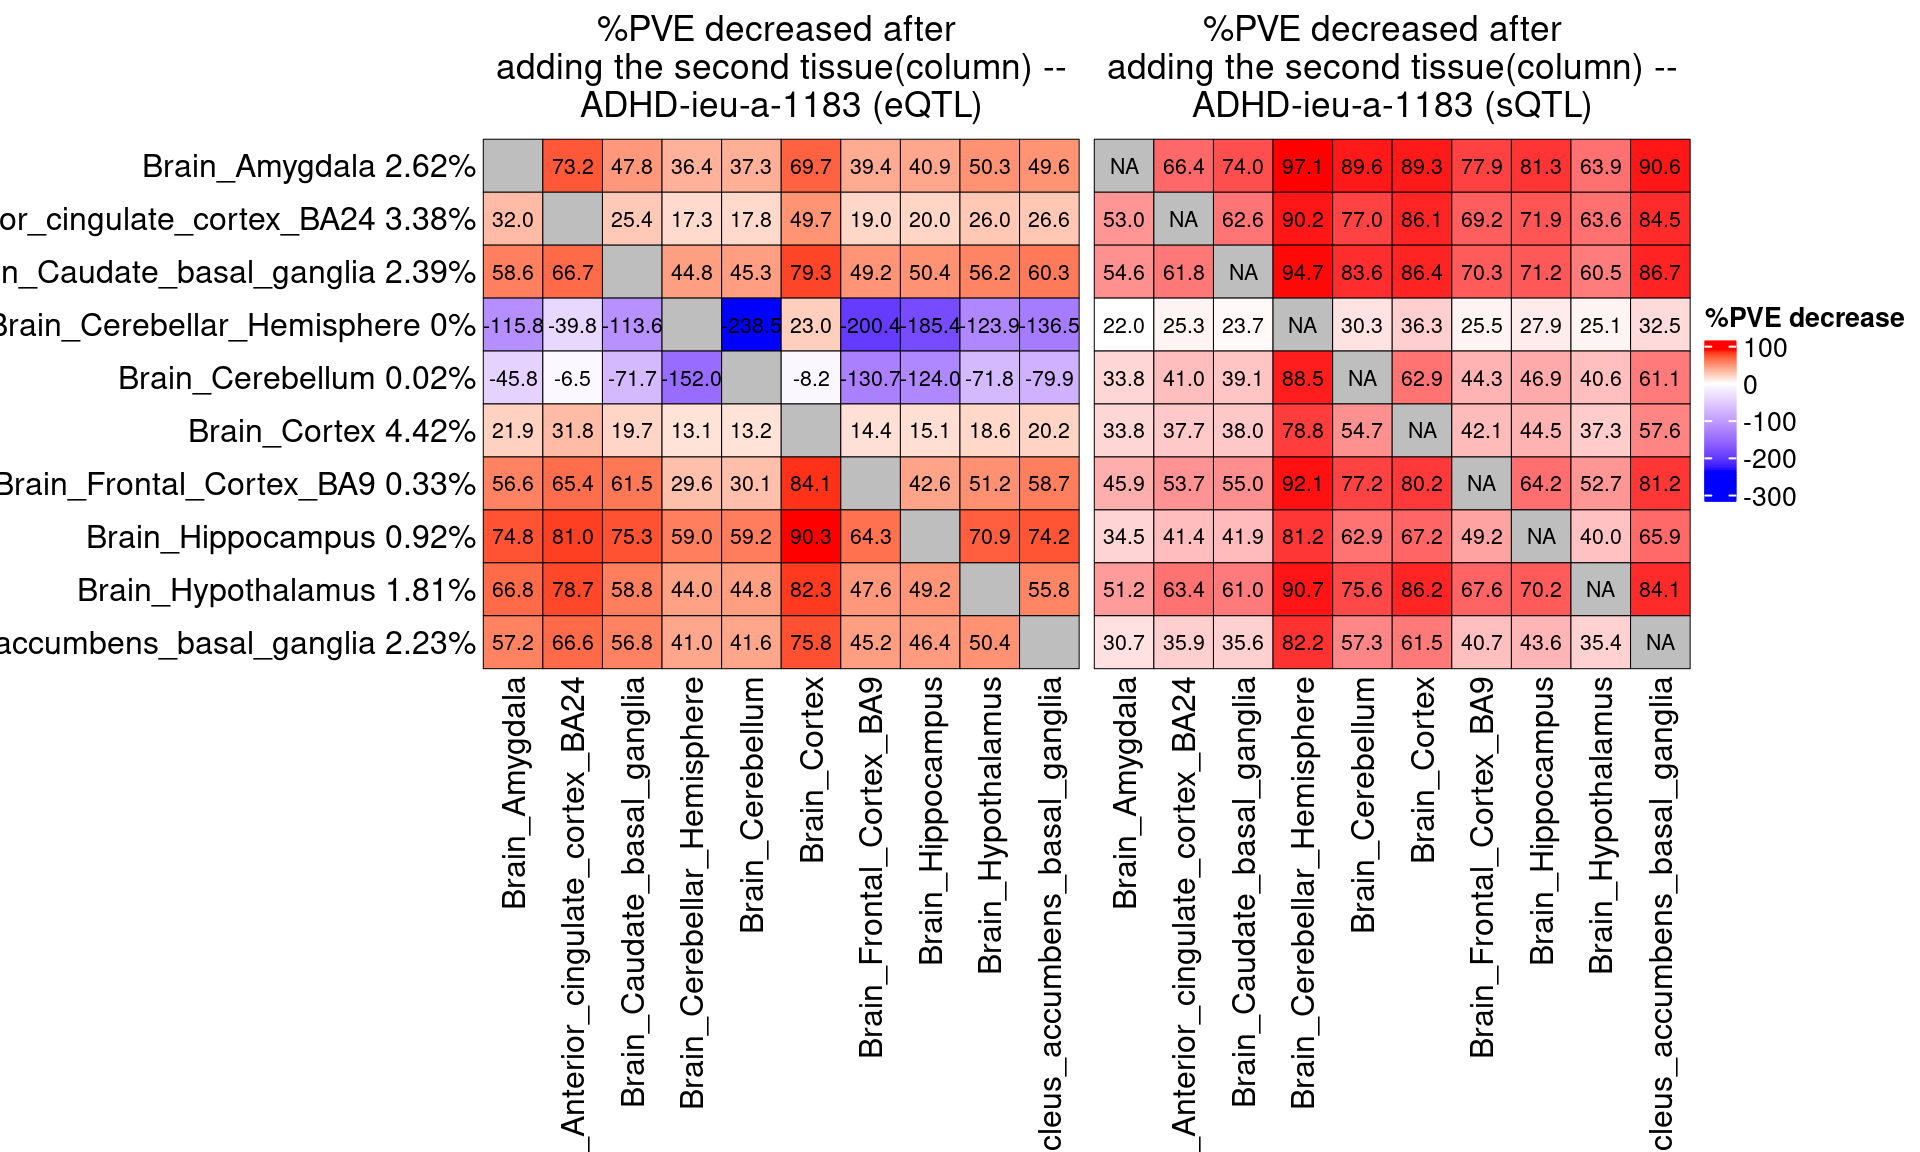 %PVE decreased after
adding the second tissue(column) --
ADHD-ieu-a-1183 (eQTL)
%PVE decreased after
adding the second tissue(column) --
ADHD-ieu-a-1183 (sQTL)
Brain_Amygdala 2.62% 73.2 47.8 36.4 37.3 69.7 39.4 40.9 50.3 49.6 NA 66.4 74.0 97.1 89.6 89.3 77.9 81.3 63.9 90.6
or_cingulate_cortex_BA24 3.38% 32.0 25.4 17.3 17.8 49.7 19.0 20.0 26.0 26.6 53.0 NA 62.6 90.2 77.0 86.1 69.2 71.9 63.6 84.5
n_Caudate_basal_ganglia 2.39% 58.6 66.7 44.8 45.3 79.3 49.2 50.4 56.2 60.3 54.6 61.8 NA 94.7 83.6 86.4 70.3 71.2 60.5 86.7
Brain_Cerebellar_Hemisphere 0% -115.8 -39.8 -113.6 -238.5 23.0 -200.4 -185.4 -123.9 -136.5 22.0 25.3 23.7 NA 30.3 36.3 25.5 27.9 25.1 32.5
Brain_Cerebellum 0.02% -45.8 -6.5 -71.7 -152.0 -8.2 -130.7 -124.0 -71.8 -79.9 33.8 41.0 39.1 88.5 NA 62.9 44.3 46.9 40.6 61.1
Brain_Cortex 4.42% 21.9 31.8 19.7 13.1 13.2 14.4 15.1 18.6 20.2 33.8 37.7 38.0 78.8 54.7 NA 42.1 44.5 37.3 57.6
Brain_Frontal_Cortex_BA9 0.33% 56.6 65.4 61.5 29.6 30.1 84.1 42.6 51.2 58.7 45.9 53.7 55.0 92.1 77.2 80.2 NA 64.2 52.7 81.2
Brain_Hippocampus 0.92% 74.8 81.0 75.3 59.0 59.2 90.3 64.3 70.9 74.2 34.5 41.4 41.9 81.2 62.9 67.2 49.2 NA 40.0 65.9
Brain_Hypothalamus 1.81% 66.8 78.7 58.8 44.0 44.8 82.3 47.6 49.2 55.8 51.2 63.4 61.0 90.7 75.6 86.2 67.6 70.2 NA 84.1
accumbens_basal_ganglia 2.23% 57.2 66.6 56.8 41.0 41.6 75.8 45.2 46.4 50.4 30.7 35.9 35.6 82.2 57.3 61.5 40.7 43.6 35.4 NA
Brain_Amygdala
_Anterior_cingulate_cortex_BA24
Brain_Caudate_basal_ganglia
Brain_Cerebellar_Hemisphere
Brain_Cerebellum
Brain_Cortex
Brain_Frontal_Cortex_BA9
Brain_Hippocampus
Brain_Hypothalamus
cleus_accumbens_basal_ganglia
Brain_Amygdala
_Anterior_cingulate_cortex_BA24
Brain_Caudate_basal_ganglia
Brain_Cerebellar_Hemisphere
Brain_Cerebellum
Brain_Cortex
Brain_Frontal_Cortex_BA9
Brain_Hippocampus
Brain_Hypothalamus
cleus_accumbens_basal_ganglia
%PVE decrease
100
0
-100
-200
-300